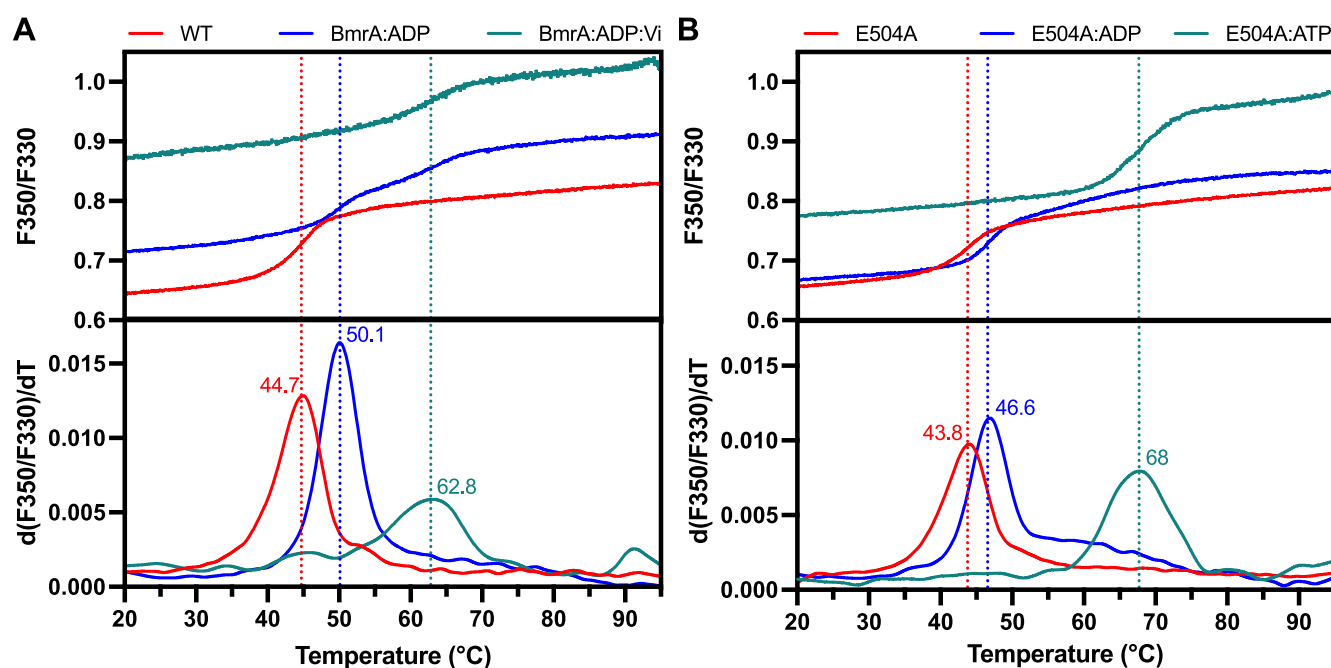 A WT BmrA:ADP BmrA:ADP:Vi
F350/F330
1.0
0.9
0.8
0.7
0.6
d(F350/F330)/dT
0.015
0.010
0.005
0.000
44.7
50.1
62.8
20 30 40 50 60 70 80 90
Temperature (°C)
B E504A E504A:ADP E504A:ATP
F350/F330
1.0
0.9
0.8
0.7
0.6
d(F350/F330)/dT
0.015
0.010
0.005
0.000
43.8
46.6
68
20 30 40 50 60 70 80 90
Temperature (°C)